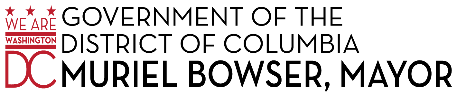 WE ARE
WASHINGTON
DC
GOVERNMENT OF THE
DISTRICT OF COLUMBIA
MURIEL BOWSER, MAYOR